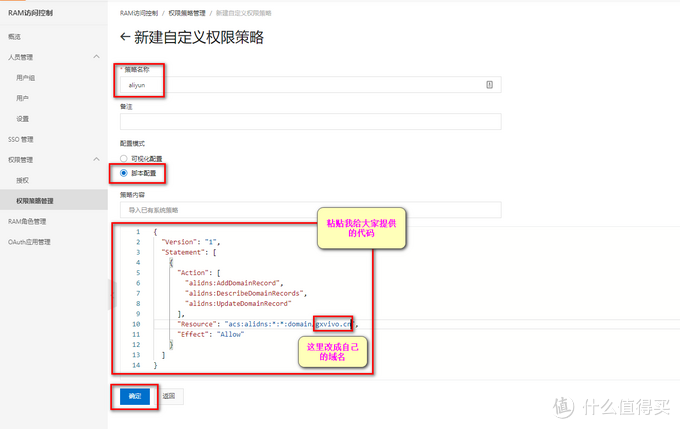 RAM访问控制
RAM访问控制 / 权限策略管理 / 新建自定义权限策略
← 新建自定义权限策略
概览
人员管理
用户组
用户
设置
SSO 管理
权限管理
授权
权限策略管理
RAM角色管理
OAuth应用管理
* 策略名称
aliyun
备注
配置模式
可视化配置
脚本配置
策略内容
导入已有系统策略
粘贴我给大家提供
的代码
1 {
2 "Version": "1",
3 "Statement": [
4 {
5 "Action": [
6 "alidns:AddDomainRecord",
7 "alidns:DescribeDomainRecords",
8 "alidns:UpdateDomainRecord"
9 ],
10 "Resource": "acs:alidns:*:*:domain/gxvivo.cn",
11 "Effect": "Allow"
12 }
13 ]
14 }
这里改成自己
的域名
确定
返回
值 什么值得买